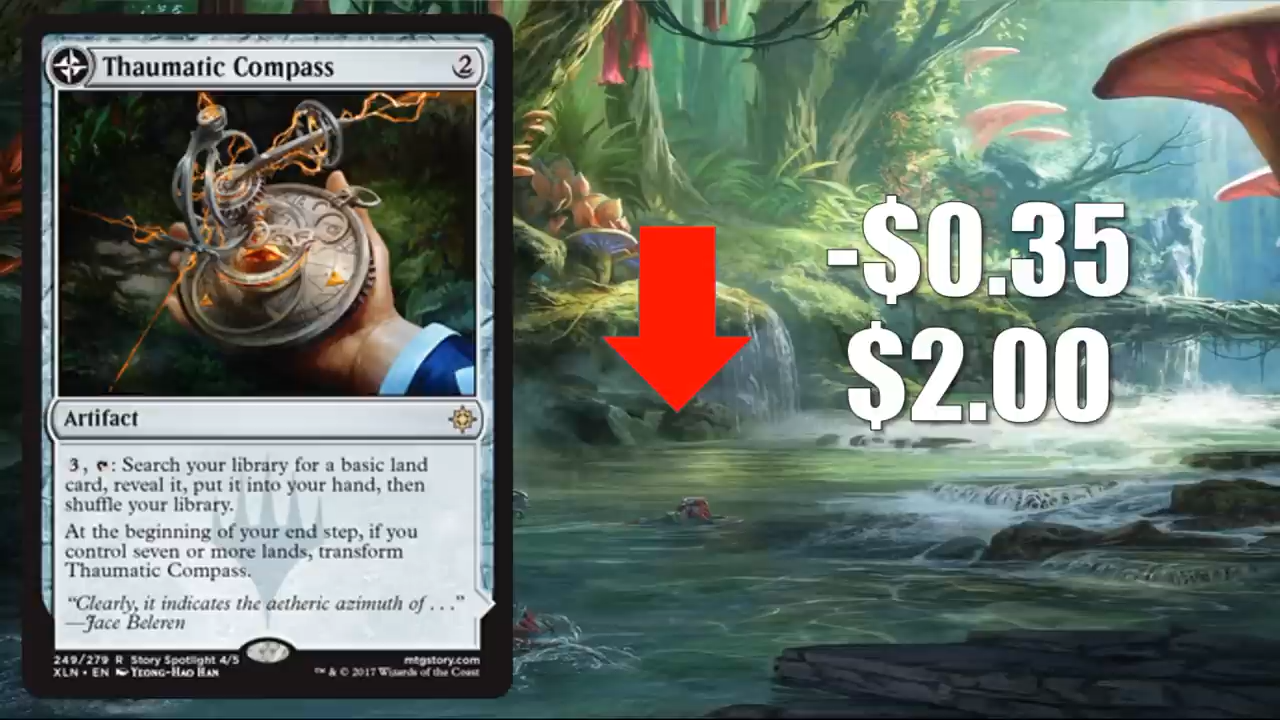 Thaumatic Compass 2
Artifact
3, : Search your library for a basic land
card, reveal it, put it into your hand, then
shuffle your library.
At the beginning of your end step, if you
control seven or more lands, transform
Thaumatic Compass.
"Clearly, it indicates the aetheric azimuth of . . ."
—Jace Beleren
249/279 R Story Spotlight 4/5
mtgstory.com
XLN • EN Yeong-Hao Han
™ & © 2017 Wizards of the Coast
-$0.35
$2.00